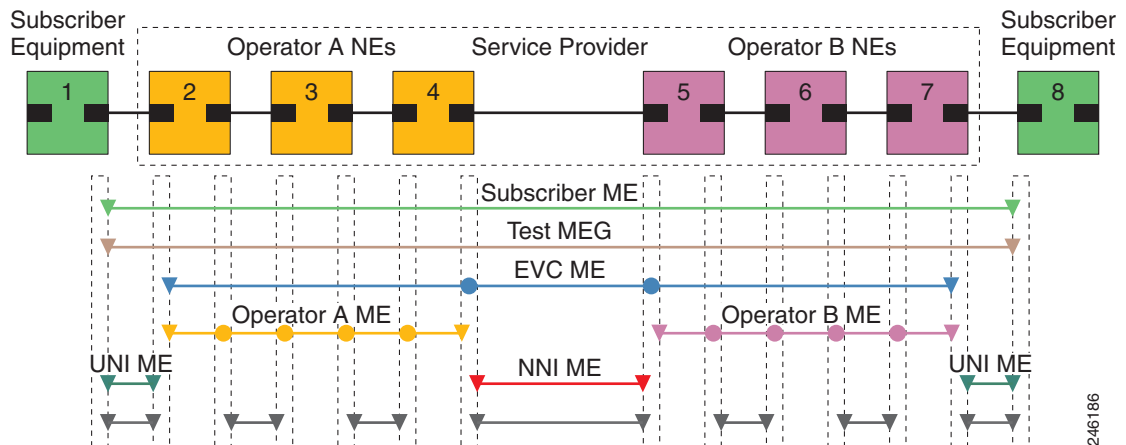 Subscriber
Equipment
Operator A NEs
Service Provider
Operator B NEs
Subscriber
Equipment
1
2
3
4
5
6
7
8
Subscriber ME
Test MEG
EVC ME
Operator A ME
Operator B ME
UNI ME
NNI ME
UNI ME
246186